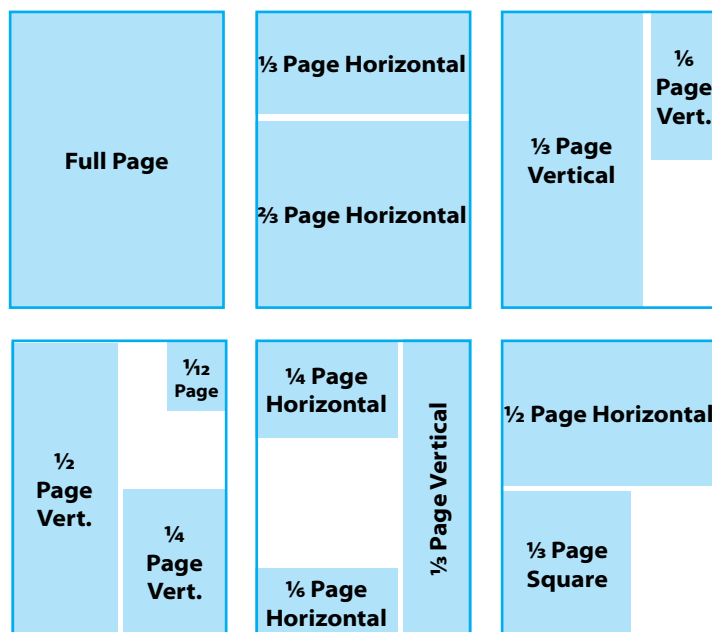 Full Page
⅓ Page Horizontal
⅔ Page Horizontal
⅓ Page
Vertical
⅙
Page
Vert.
½
Page
Vert.
1⁄12
Page
¼
Page
Vert.
¼ Page
Horizontal
⅙ Page
Horizontal
⅓ Page Vertical
½ Page Horizontal
⅓ Page
Square